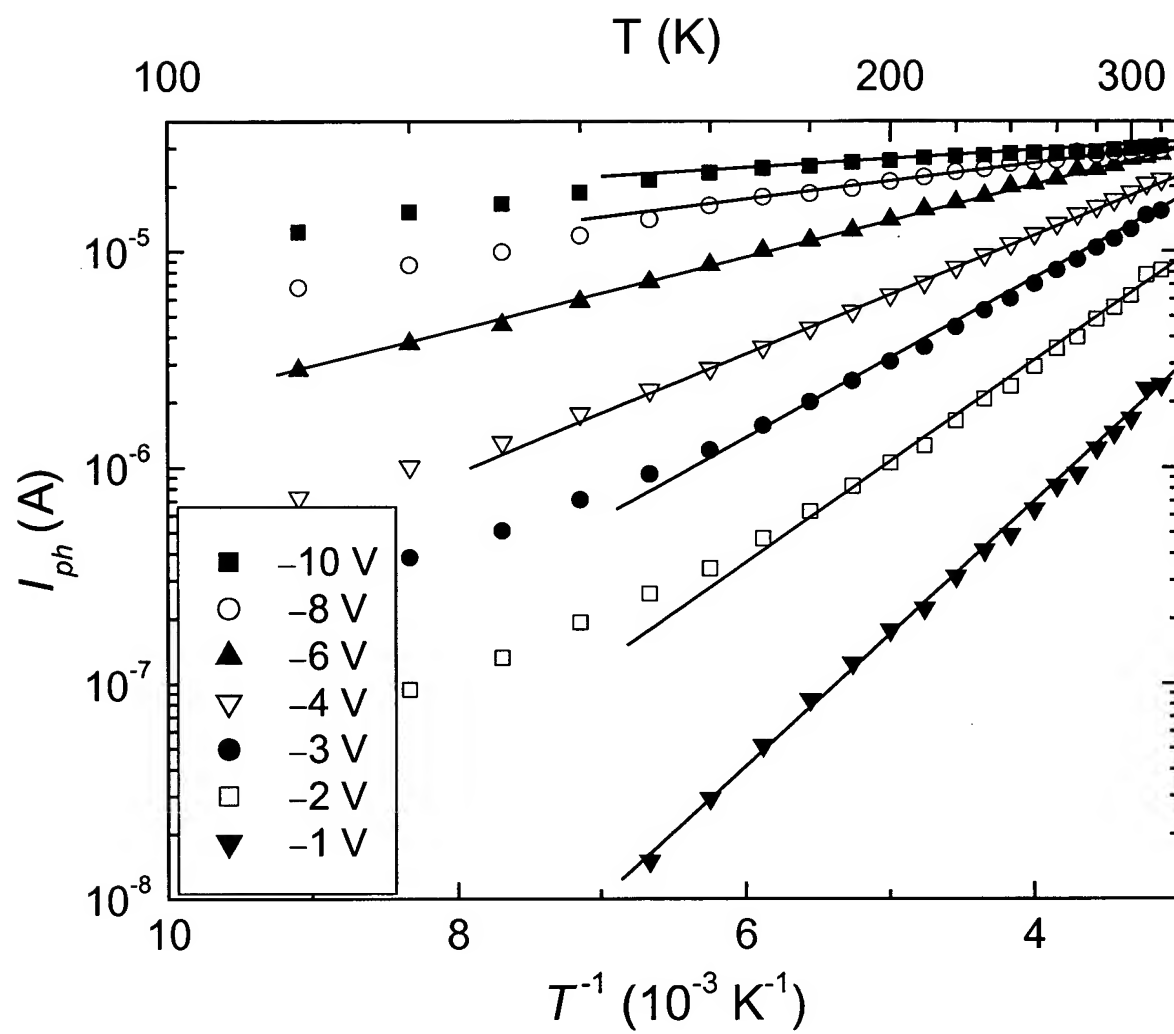 T (K)
100 200 300
10⁻⁵
10⁻⁶
10⁻⁷
10⁻⁸
I_ph (A)
–10 V
–8 V
–6 V
–4 V
–3 V
–2 V
–1 V
10 8 6 4
T⁻¹ (10⁻³ K⁻¹)